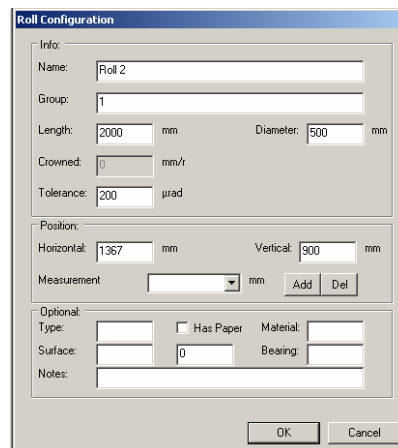 Roll Configuration
Info:
Name: Roll 2
Group: 1
Length: 2000 mm Diameter: 500 mm
Crowned: 0 mm/r
Tolerance: 200 µrad
Position:
Horizontal: 1367 mm Vertical: 900 mm
Measurement mm Add Del
Optional:
Type: Has Paper Material:
Surface: 0 Bearing:
Notes:
OK Cancel